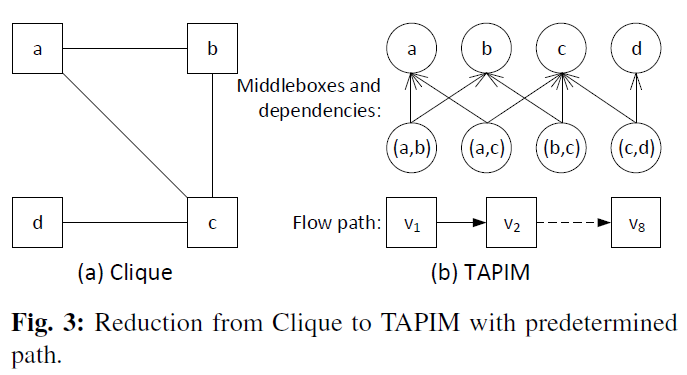 a
b
d
c
(a) Clique
a
b
c
d
Middleboxes and
dependencies:
(a,b)
(a,c)
(b,c)
(c,d)
Flow path:
v1
v2
v8
(b) TAPIM
Fig. 3: Reduction from Clique to TAPIM with predetermined
path.